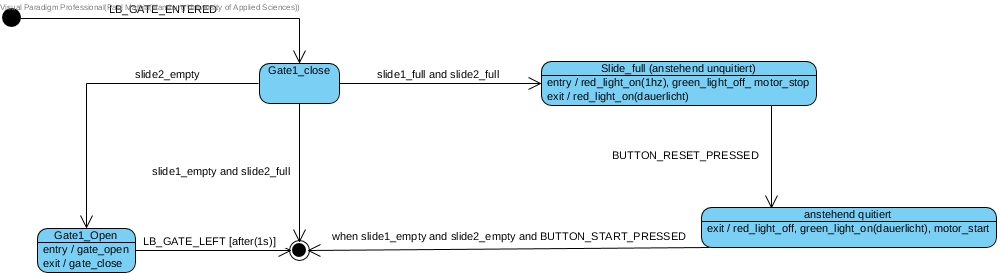 Visual Paradigm Professional( University of Applied Sciences))
LB_GATE_ENTERED
Gate1_close
slide2_empty
slide1_full and slide2_full
Slide_full (anstehend unquitiert)
entry / red_light_on(1hz), green_light_off_ motor_stop
exit / red_light_on(dauerlicht)
BUTTON_RESET_PRESSED
slide1_empty and slide2_full
anstehend quitiert
exit / red_light_off, green_light_on(dauerlicht), motor_start
Gate1_Open
entry / gate_open
exit / gate_close
LB_GATE_LEFT [after(1s)]
when slide1_empty and slide2_empty and BUTTON_START_PRESSED